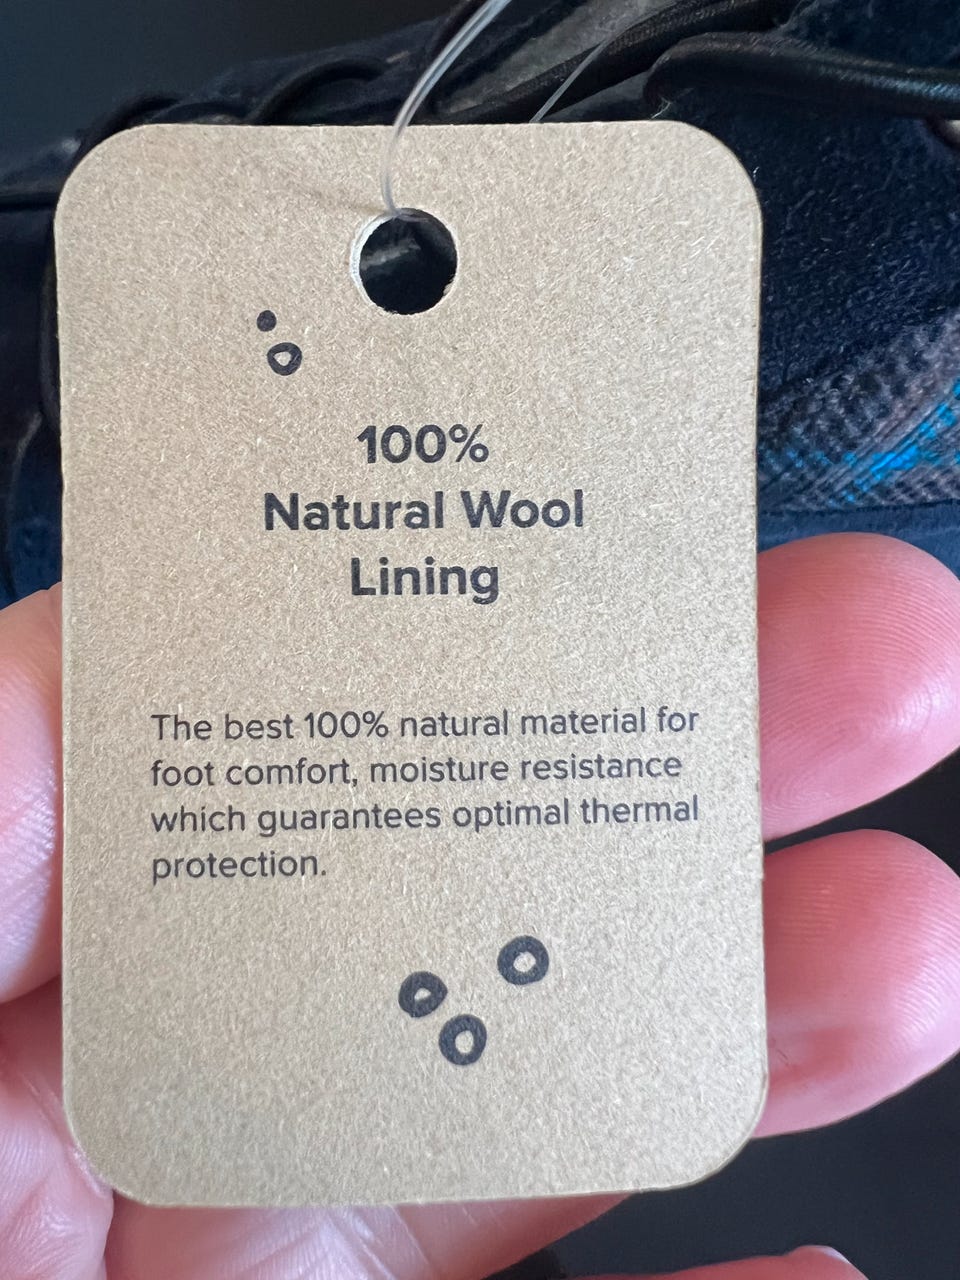 100%
Natural Wool
Lining
The best 100% natural material for
foot comfort, moisture resistance
which guarantees optimal thermal
protection.